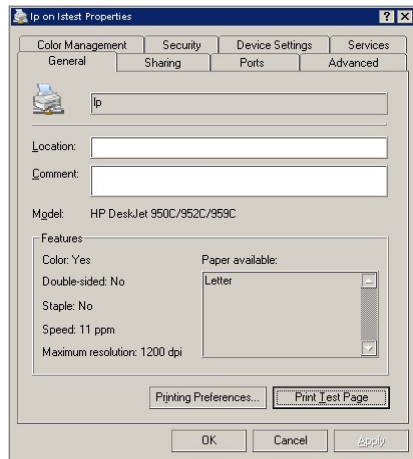 lp on lstest Properties
Color Management Security Device Settings Services
General Sharing Ports Advanced
lp
Location:
Comment:
Model: HP DeskJet 950C/952C/959C
Features
Color: Yes
Paper available:
Double-sided: No
Letter
Staple: No
Speed: 11 ppm
Maximum resolution: 1200 dpi
Printing Preferences... Print Test Page
OK Cancel Apply